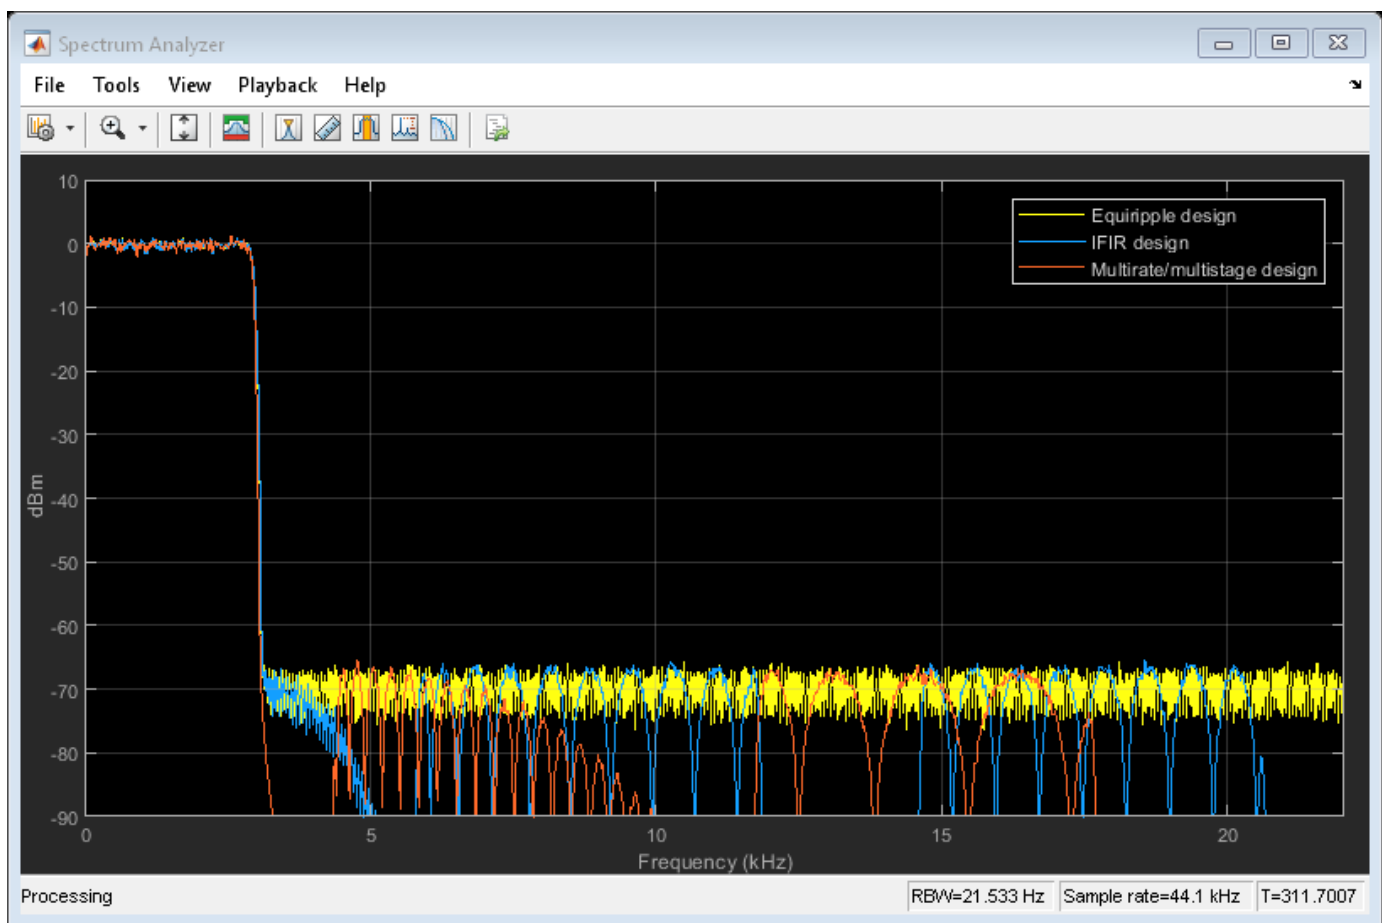 Spectrum Analyzer
File Tools View Playback Help
10
0
-10
-20
-30
-40
-50
-60
-70
-80
-90
dBm
Equiripple design
IFIR design
Multirate/multistage design
0 5 10 15 20
Frequency (kHz)
Processing RBW=21.533 Hz Sample rate=44.1 kHz T=311.7007